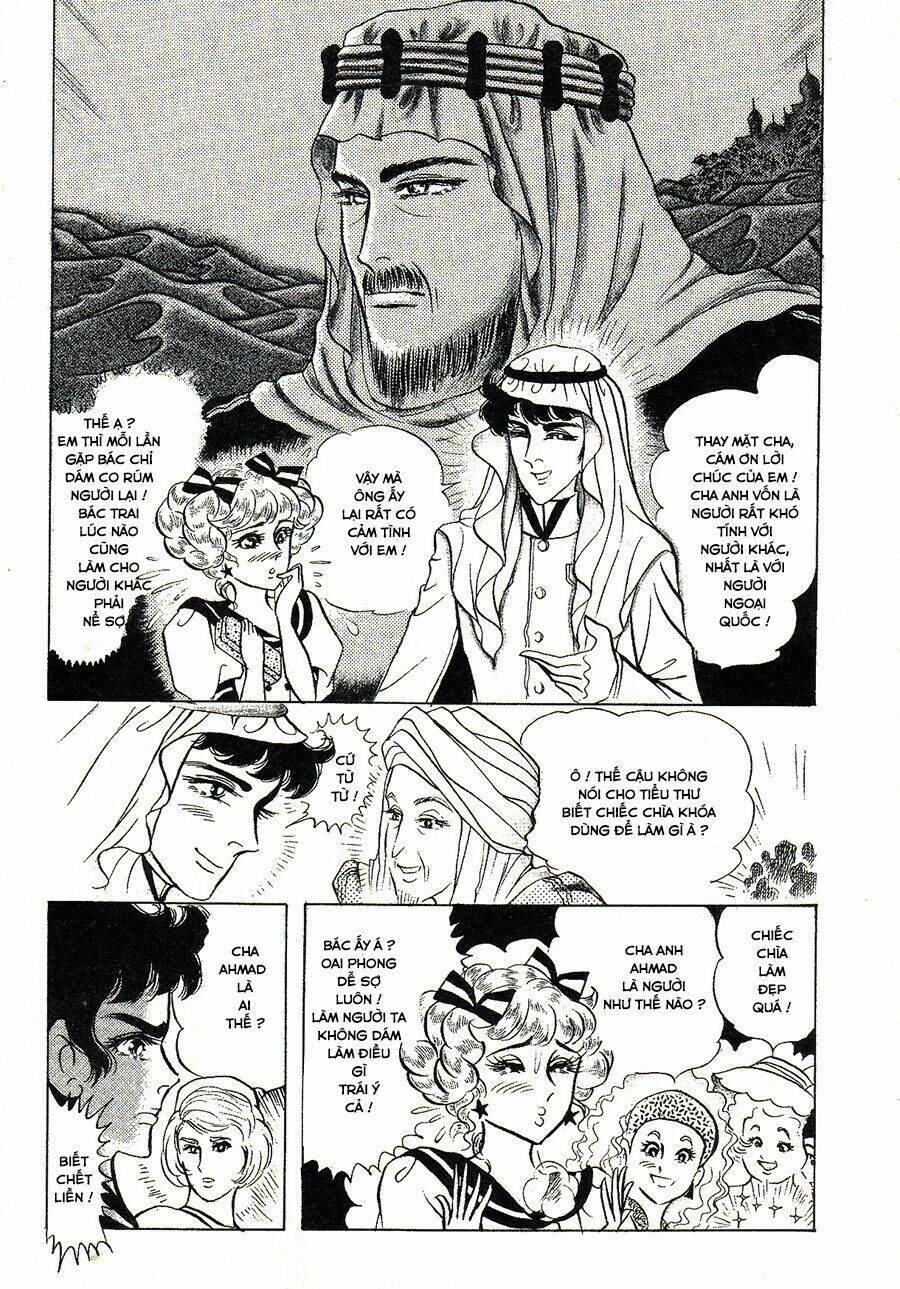 THAY MẶT CHA,
CÁM ƠN LỜI
CHÚC CỦA EM !
CHA ANH VỐN LÀ
NGƯỜI RẤT KHÓ
TÍNH VỚI
NGƯỜI KHÁC,
NHẤT LÀ VỚI
NGƯỜI
NGOẠI
QUỐC !
VẬY MÀ
ÔNG ẤY
LẠI RẤT CÓ
CẢM TÌNH
VỚI EM !
THẾ Ạ ?
EM THÌ MỖI LẦN
GẶP BÁC CHỈ
DÁM CO RÚM
NGƯỜI LẠI !
BÁC TRAI
LÚC NÀO
CŨNG
LÀM CHO
NGƯỜI KHÁC
PHẢI
NỂ SỢ
Ô ! THẾ CẬU KHÔNG
NÓI CHO TIỂU THƯ
BIẾT CHIẾC CHÌA KHÓA
DÙNG ĐỂ LÀM GÌ À ?
CỨ
TỪ
TỪ !
CHIẾC
CHÌA
LÀM
ĐẸP
QUÁ !
CHA ANH
AHMAD
LÀ NGƯỜI
NHƯ THẾ NÀO ?
BÁC ẤY Á ?
OAI PHONG
DỄ SỢ
LUÔN !
LÀM NGƯỜI TA
KHÔNG DÁM
LÀM ĐIỀU
GÌ
TRÁI Ý
CẢ !
CHA
AHMAD
LÀ
AI
THẾ ?
BIẾT
CHẾT
LIỀN !